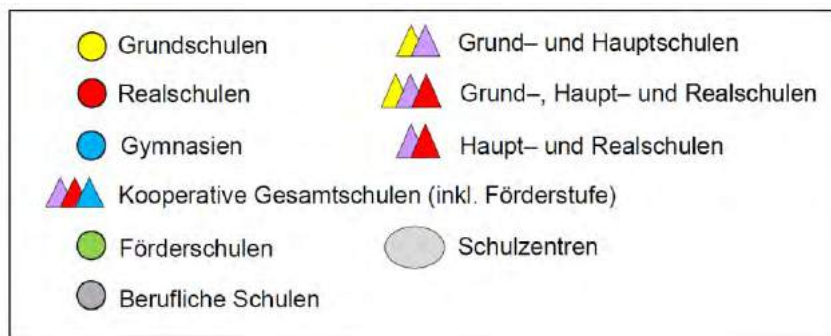 Grundschulen
Grund– und Hauptschulen
Realschulen
Grund–, Haupt– und Realschulen
Gymnasien
Haupt– und Realschulen
Kooperative Gesamtschulen (inkl. Förderstufe)
Förderschulen
Schulzentren
Berufliche Schulen